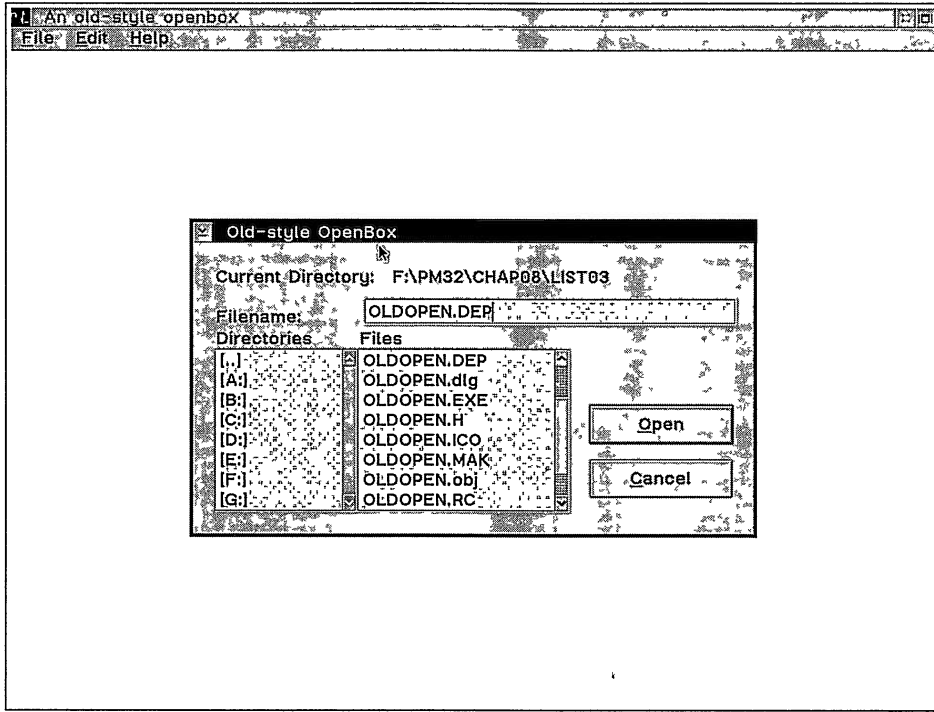 An old-style openbox
File Edit Help
Old-style OpenBox
Current Directory: F:\PM32\CHAP08\LIST03
Filename: OLDOPEN.DEP
Directories Files
[..] OLDOPEN.DEP
[A:] OLDOPEN.dlg
[B:] OLDOPEN.EXE
[C:] OLDOPEN.H
[D:] OLDOPEN.ICO
[E:] OLDOPEN.MAK
[F:] OLDOPEN.obj
[G:] OLDOPEN.RC
Open
Cancel